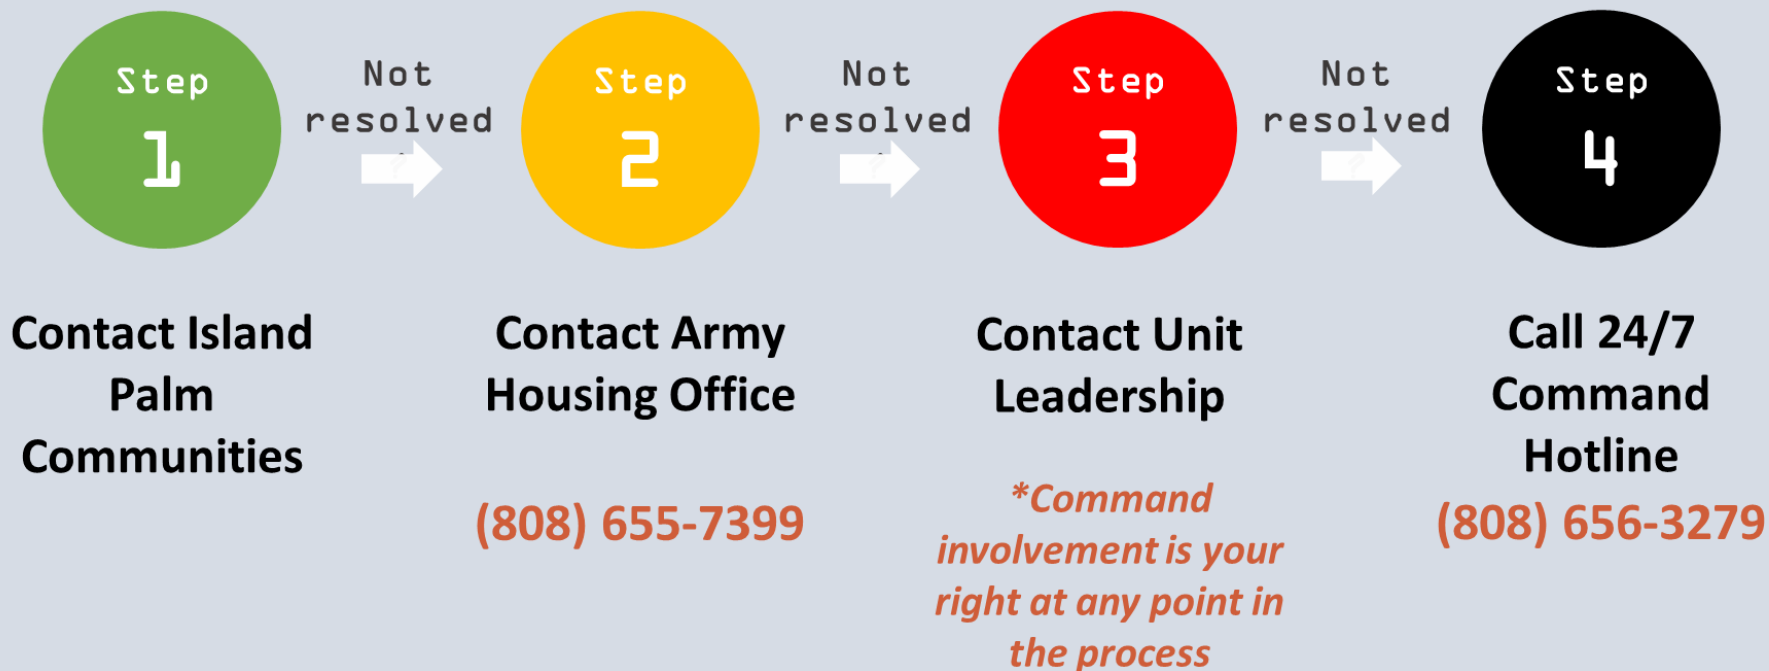 Step
1
Not
resolved
Step
2
Not
resolved
Step
3
Not
resolved
Step
4
Contact Island
Palm
Communities
Contact Army
Housing Office
(808) 655-7399
Contact Unit
Leadership
*Command
involvement is your
right at any point in
the process
Call 24/7
Command
Hotline
(808) 656-3279